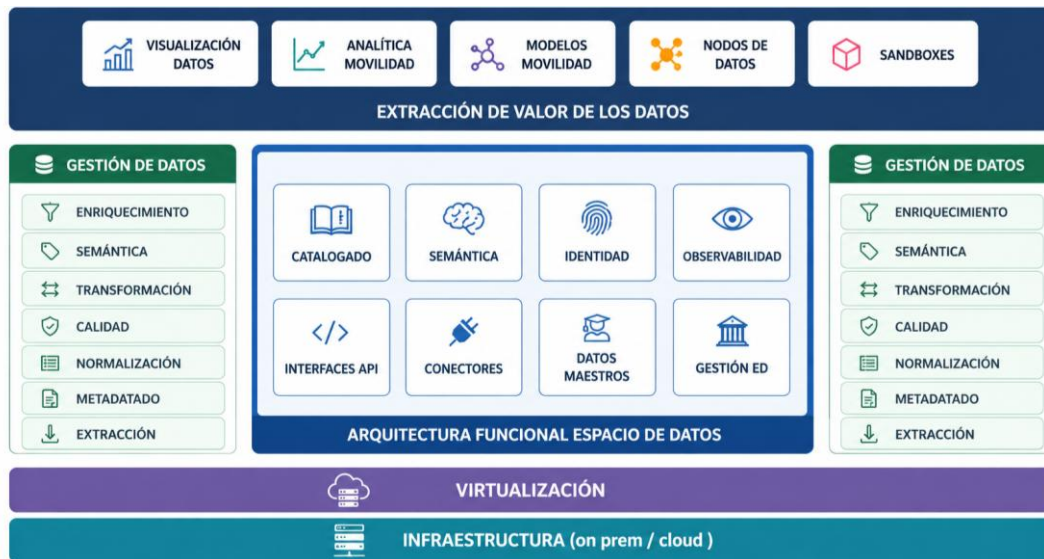 VISUALIZACIÓN
DATOS
ANALÍTICA
MOVILIDAD
MODELOS
MOVILIDAD
NODOS DE
DATOS
SANDBOXES
EXTRACCIÓN DE VALOR DE LOS DATOS
GESTIÓN DE DATOS
ENRIQUECIMIENTO
SEMÁNTICA
TRANSFORMACIÓN
CALIDAD
NORMALIZACIÓN
METADATADO
EXTRACCIÓN
CATALOGADO
SEMÁNTICA
IDENTIDAD
OBSERVABILIDAD
INTERFACES API
CONECTORES
DATOS
MAESTROS
GESTIÓN ED
ARQUITECTURA FUNCIONAL ESPACIO DE DATOS
GESTIÓN DE DATOS
ENRIQUECIMIENTO
SEMÁNTICA
TRANSFORMACIÓN
CALIDAD
NORMALIZACIÓN
METADATADO
EXTRACCIÓN
VIRTUALIZACIÓN
INFRAESTRUCTURA (on prem / cloud )